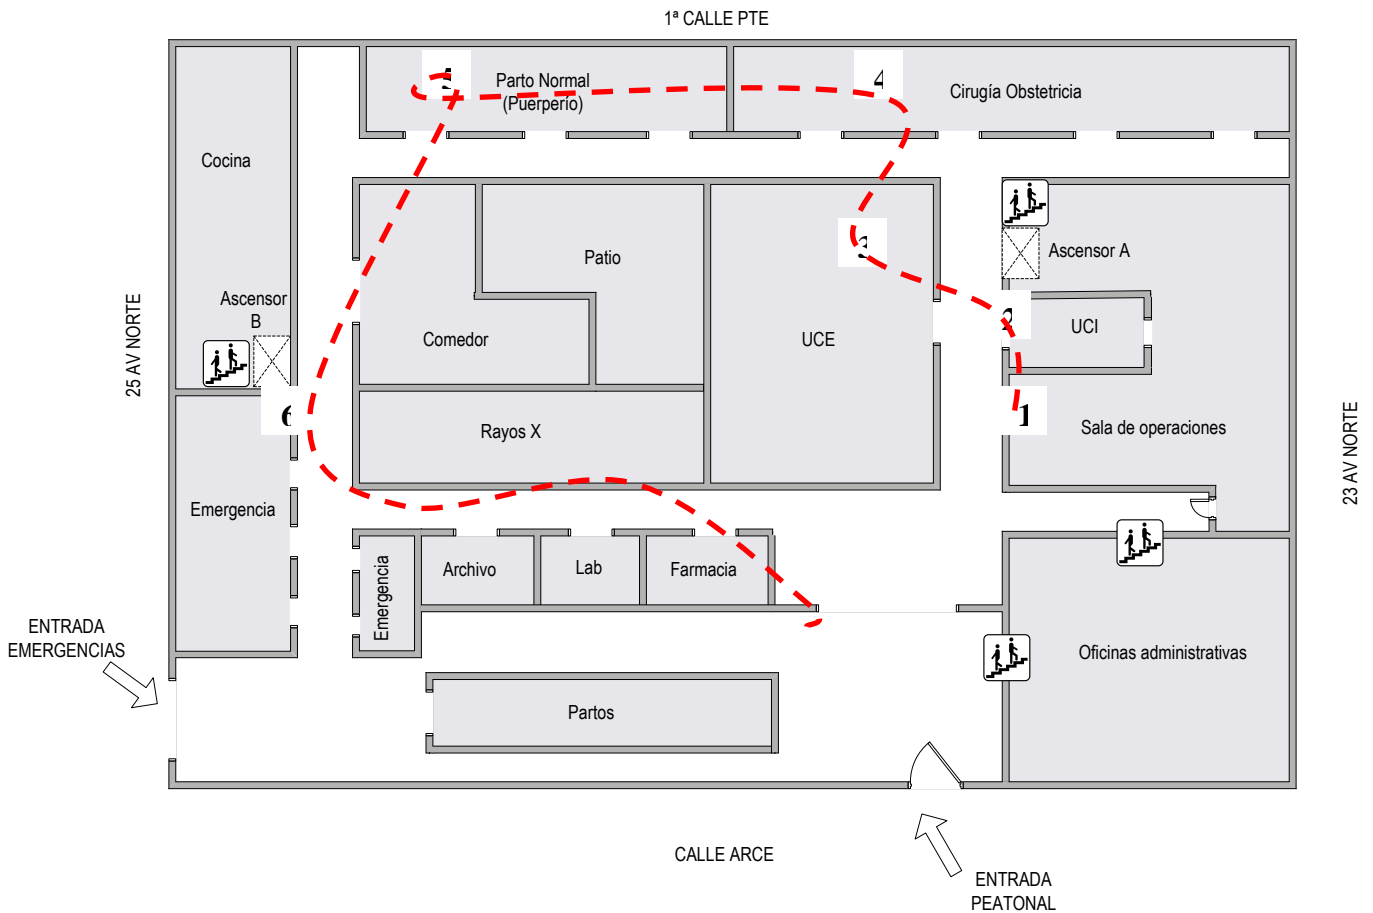 1ª CALLE PTE
5
4
Parto Normal
(Puerperío)
Cirugía Obstetricia
Cocina
3
Patio
Ascensor A
Ascensor
B
2
UCI
Comedor
UCE
25 AV NORTE
6
1
Rayos X
Sala de operaciones
23 AV NORTE
Emergencia
Archivo
Lab
Farmacia
Emergencia
ENTRADA
EMERGENCIAS
Oficinas administrativas
Partos
CALLE ARCE
ENTRADA
PEATONAL